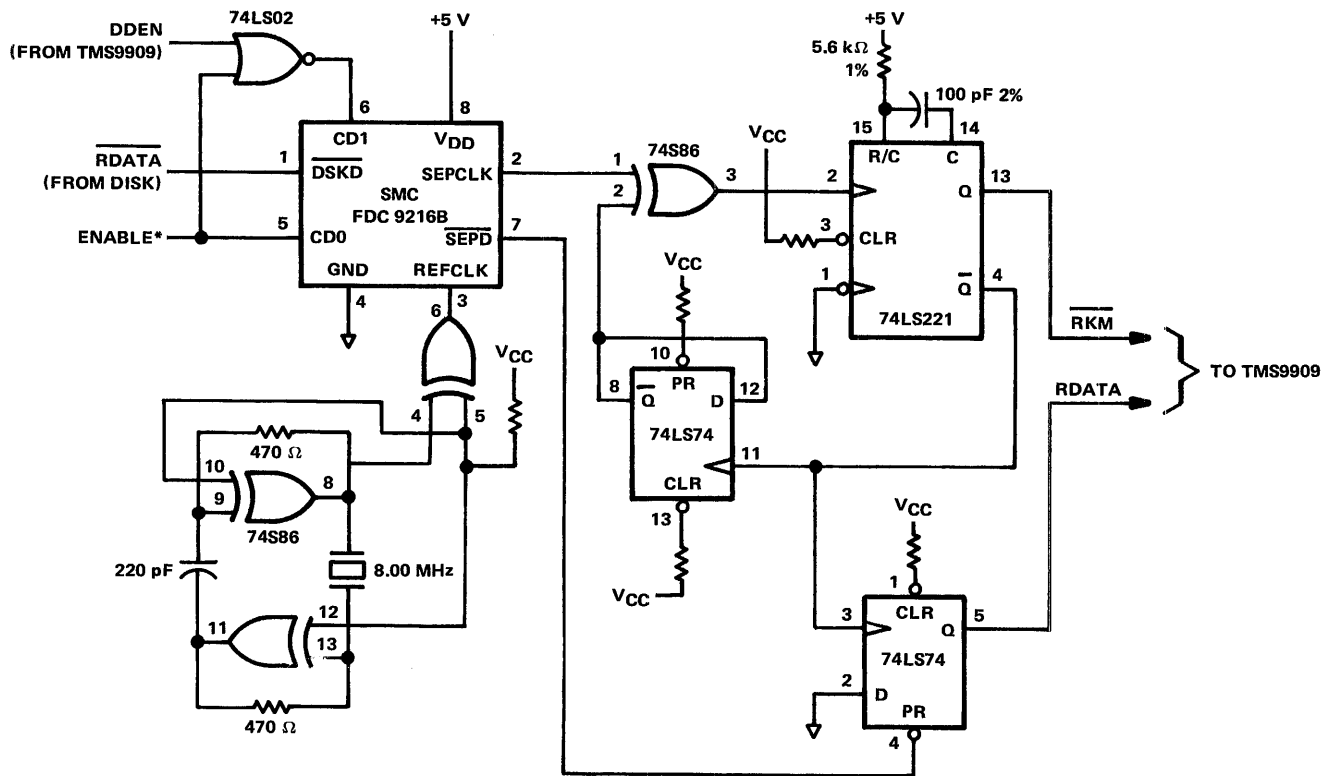 74LS02
DDEN
(FROM TMS9909)
+5 V
+5 V
5.6 kΩ
1%
100 pF 2%
6
8
CD1
VDD
15
14
R/C
C
VCC
1
RDATA
(FROM DISK)
DSKD
SEPCLK
2
SMC
FDC 9216B
74S86
1
2
3
2
Q
13
ENABLE*
5
CD0
SEPD
7
3
CLR
GND
REFCLK
4
3
VCC
1
Q
4
74LS221
6
RKM
VCC
10
PR
RDATA
TO TMS9909
4
5
8
Q
D
12
74LS74
470 Ω
11
10
9
8
CLR
74S86
13
VCC
220 pF
8.00 MHz
VCC
1
CLR
11
12
13
3
Q
5
74LS74
2
D
PR
470 Ω
4